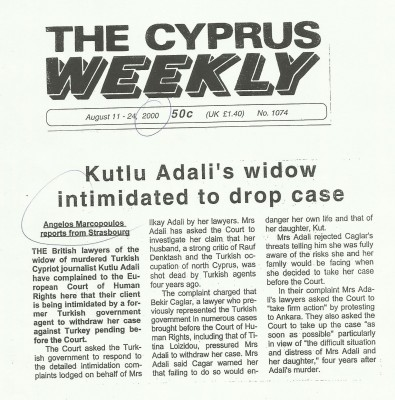 THE CYPRUS
WEEKLY
August 11 - 24, 2000 50c (UK £1.40) No. 1074
Kutlu Adali's widow
intimidated to drop case
Angelos Marcopoulos
reports from Strasbourg
THE British lawyers of the
widow of murdered Turkish
Cypriot journalist Kutlu Adali
have complained to the Eu-
ropean Court of Human
Rights here that their client
is being intimidated by a for-
mer Turkish government
agent to withdraw her case
against Turkey pending be-
fore the Court.
The Court asked the Turk-
ish government to respond to
the detailed intimidation com-
plaints lodged on behalf of Mrs
Ilkay Adali by her lawyers. Mrs
Adali has asked the Court to
investigate her claim that her
husband, a strong critic of Rauf
Denktash and the Turkish oc-
cupation of north Cyprus, was
shot dead by Turkish agents
four years ago.
The complaint charged that
Bekir Caglar, a lawyer who pre-
viously represented the Turkish
government in numerous cases
brought before the Court of Hu-
man Rights, including that of Ti-
tina Loizidou, pressured Mrs
Adali to withdraw her case. Mrs
Adali said Cagar warned her
that failing to do so would en-
danger her own life and that of
her daughter, Kut.
Mrs Adali rejected Caglar's
threats telling him she was fully
aware of the risks she and her
family would be facing when
she decided to take her case
before the Court.
In their complaint Mrs Ada-
li's lawyers asked the Court to
"take firm action" by protesting
to Ankara. They also asked the
Court to take up the case "as
soon as possible" particularly
in view of "the difficult situation
and distress of Mrs Adali and
her daughter," four years after
Adali's murder.